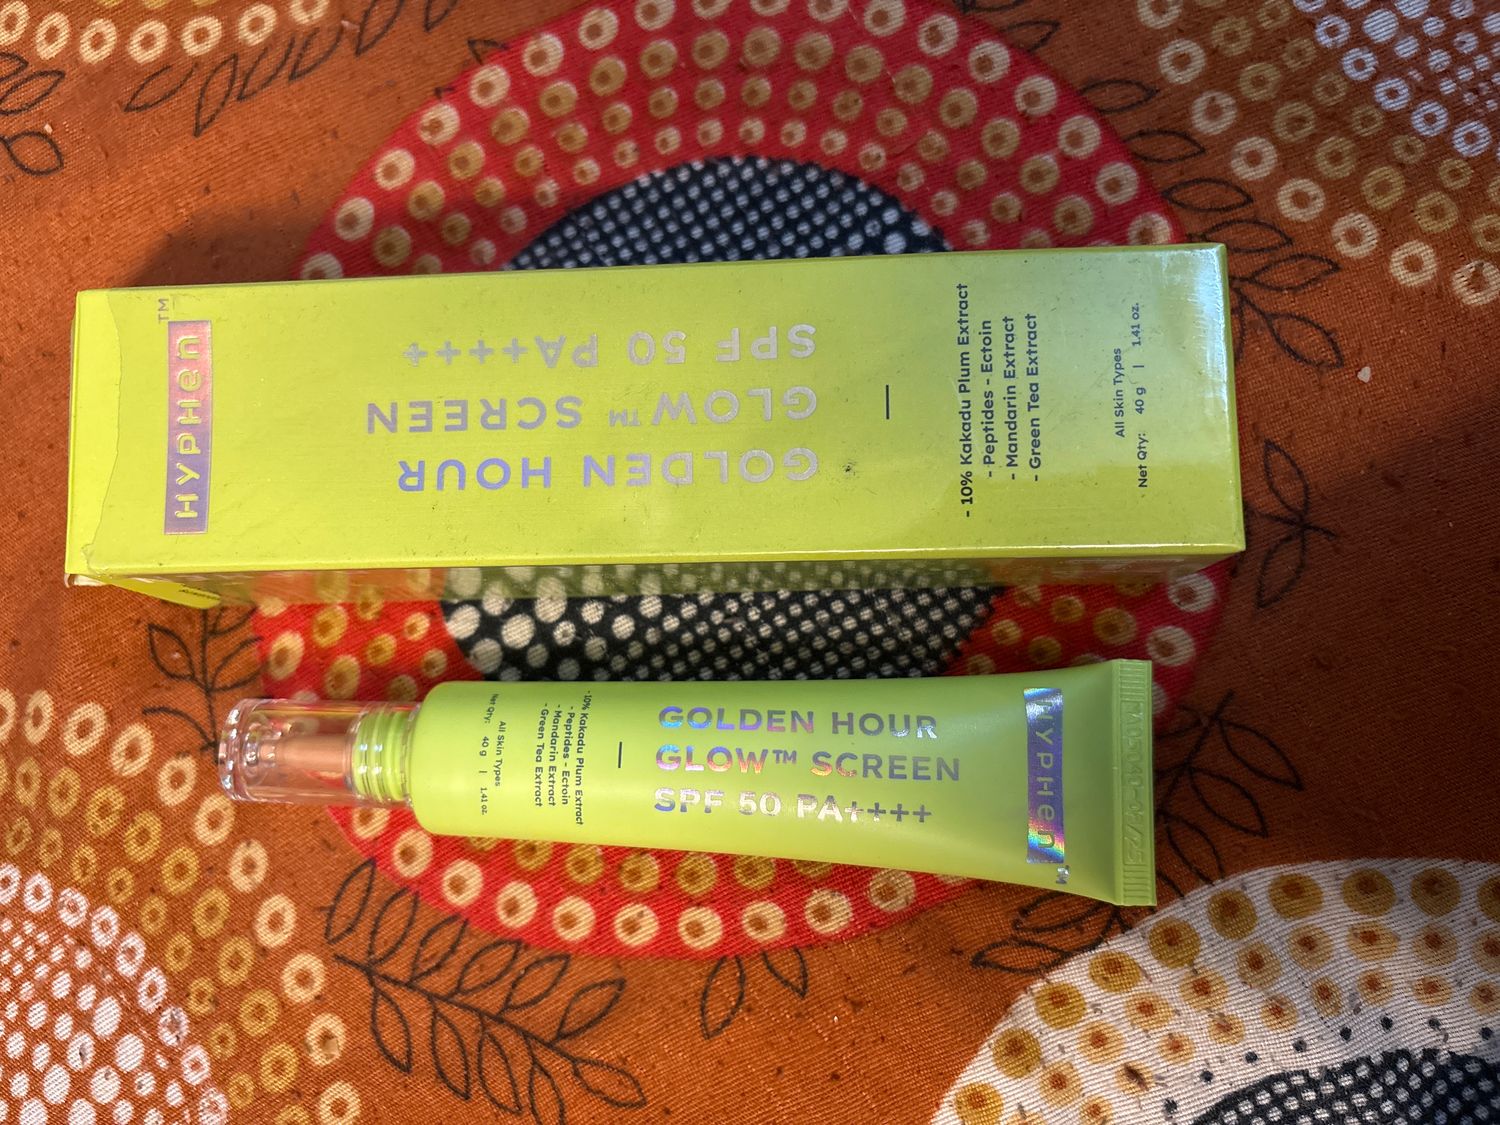 HYPHEN™
GOLDEN HOUR
GLOW™ SCREEN
SPF 50 PA++++
- 10% Kakadu Plum Extract
- Peptides - Ectoin
- Mandarin Extract
- Green Tea Extract
All Skin Types
Net Qty: 40 g | 1.41 oz.
HYPHEN™
GOLDEN HOUR
GLOW™ SCREEN
SPF 50 PA++++
- 10% Kakadu Plum Extract
- Peptides - Ectoin
- Mandarin Extract
- Green Tea Extract
All Skin Types
Net Qty: 40 g | 1.41 oz.